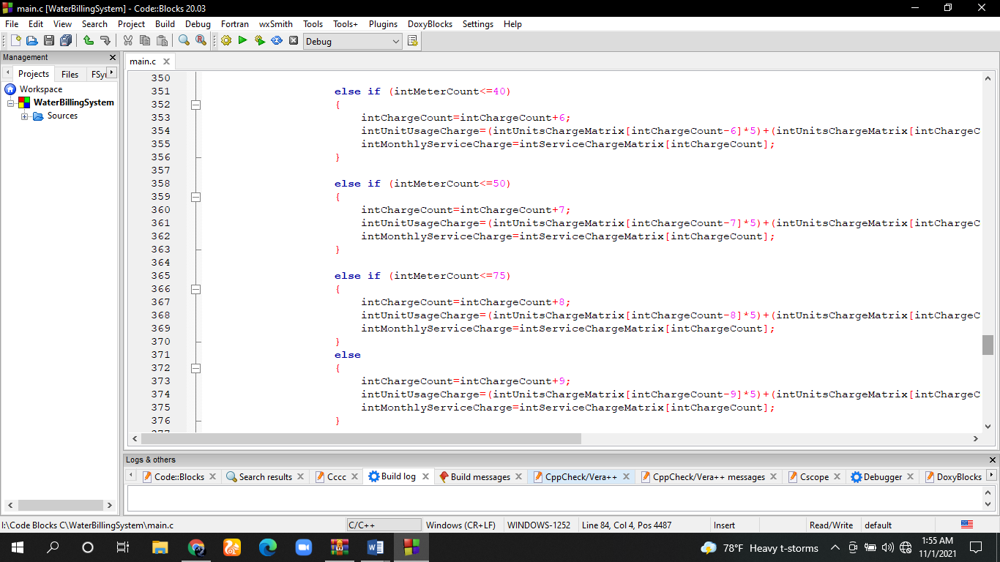 main.c [WaterBillingSystem] - Code::Blocks 20.03
File Edit View Search Project Build Debug Fortran wxSmith Tools Tools+ Plugins DoxyBlocks Settings Help
Debug
Management
Projects Files FSy
main.c
Workspace
WaterBillingSystem
Sources
350
351 else if (intMeterCount<=40)
352 {
353 intChargeCount=intChargeCount+6;
354 intUnitUsageCharge=(intUnitsChargeMatrix[intChargeCount-6]*5)+(intUnitsChargeMatrix[intChargeC
355 intMonthlyServiceCharge=intServiceChargeMatrix[intChargeCount];
356 }
357
358 else if (intMeterCount<=50)
359 {
360 intChargeCount=intChargeCount+7;
361 intUnitUsageCharge=(intUnitsChargeMatrix[intChargeCount-7]*5)+(intUnitsChargeMatrix[intChargeC
362 intMonthlyServiceCharge=intServiceChargeMatrix[intChargeCount];
363 }
364
365 else if (intMeterCount<=75)
366 {
367 intChargeCount=intChargeCount+8;
368 intUnitUsageCharge=(intUnitsChargeMatrix[intChargeCount-8]*5)+(intUnitsChargeMatrix[intChargeC
369 intMonthlyServiceCharge=intServiceChargeMatrix[intChargeCount];
370 }
371 else
372 {
373 intChargeCount=intChargeCount+9;
374 intUnitUsageCharge=(intUnitsChargeMatrix[intChargeCount-9]*5)+(intUnitsChargeMatrix[intChargeC
375 intMonthlyServiceCharge=intServiceChargeMatrix[intChargeCount];
376 }
Logs & others
Code::Blocks Search results Cccc Build log Build messages CppCheck/Vera++ CppCheck/Vera++ messages Cscope Debugger DoxyBlocks
I:\Code Blocks C\WaterBillingSystem\main.c C/C++ Windows (CR+LF) WINDOWS-1252 Line 84, Col 4, Pos 4487 Insert Read/Write default
78°F Heavy t-storms
1:55 AM
11/1/2021